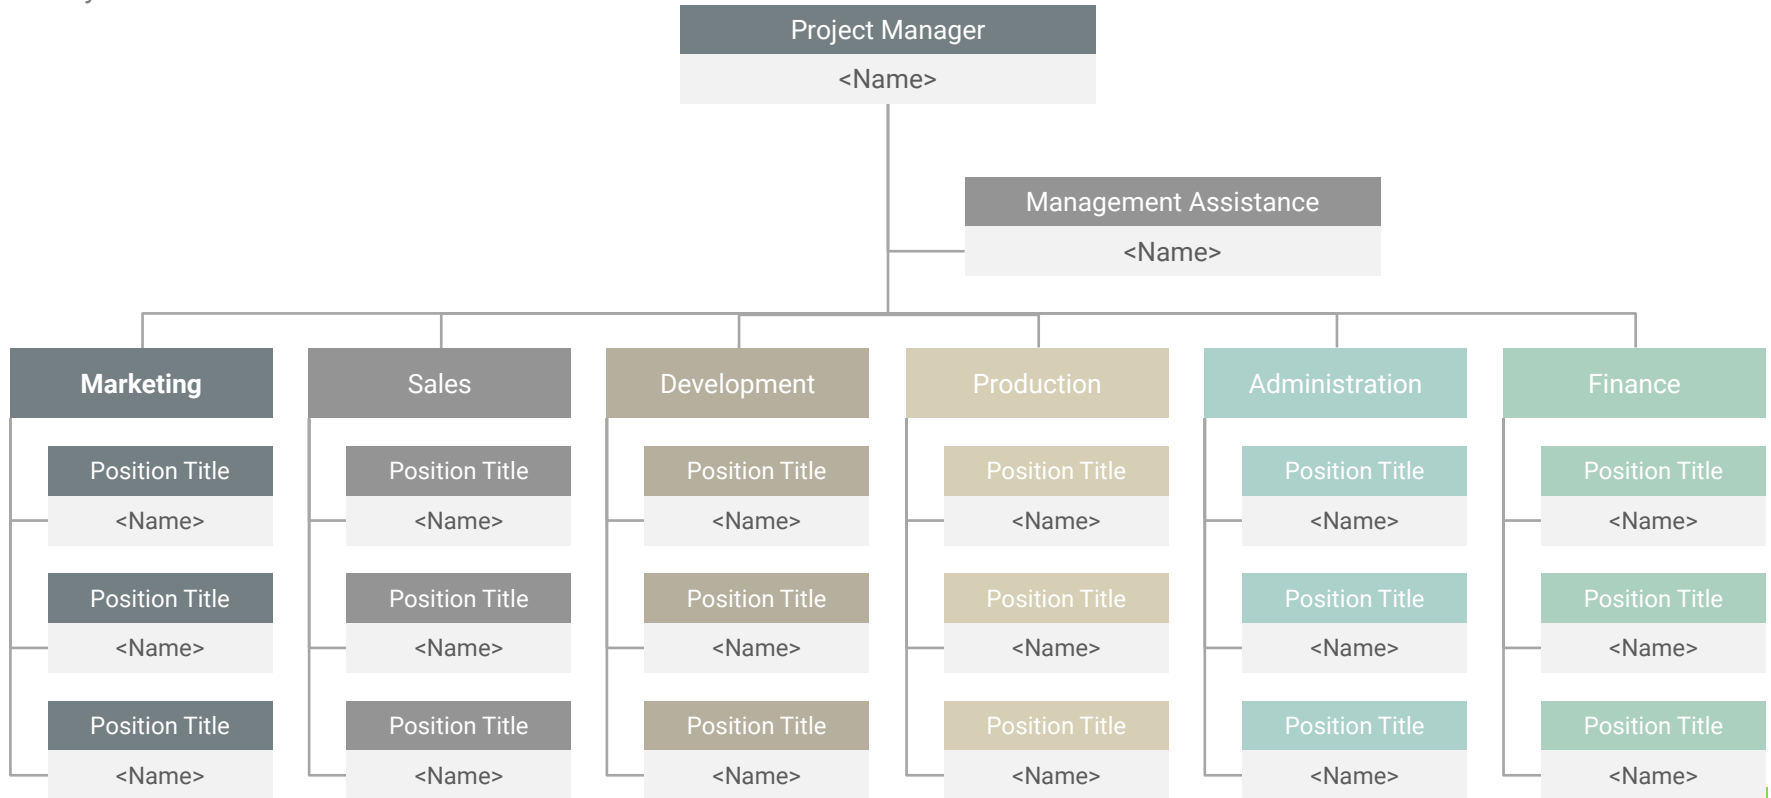 Project Manager
<Name>
Management Assistance
<Name>
Marketing
Sales
Development
Production
Administration
Finance
Position Title
Position Title
Position Title
Position Title
Position Title
Position Title
<Name>
<Name>
<Name>
<Name>
<Name>
<Name>
Position Title
Position Title
Position Title
Position Title
Position Title
Position Title
<Name>
<Name>
<Name>
<Name>
<Name>
<Name>
Position Title
Position Title
Position Title
Position Title
Position Title
Position Title
<Name>
<Name>
<Name>
<Name>
<Name>
<Name>